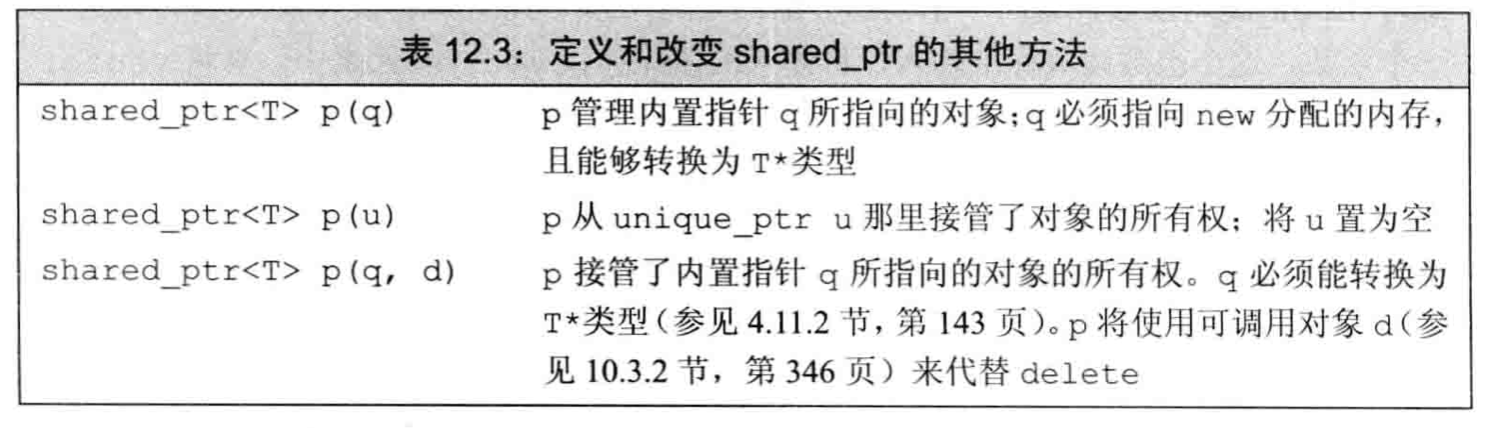 表 12.3：定义和改变 shared_ptr 的其他方法
shared_ptr<T> p(q) p 管理内置指针 q 所指向的对象；q 必须指向 new 分配的内存，
且能够转换为 T*类型
shared_ptr<T> p(u) p 从 unique_ptr u 那里接管了对象的所有权；将 u 置为空
shared_ptr<T> p(q, d) p 接管了内置指针 q 所指向的对象的所有权。q 必须能转换为
T*类型（参见 4.11.2 节，第 143 页）。p 将使用可调用对象 d（参
见 10.3.2 节，第 346 页）来代替 delete